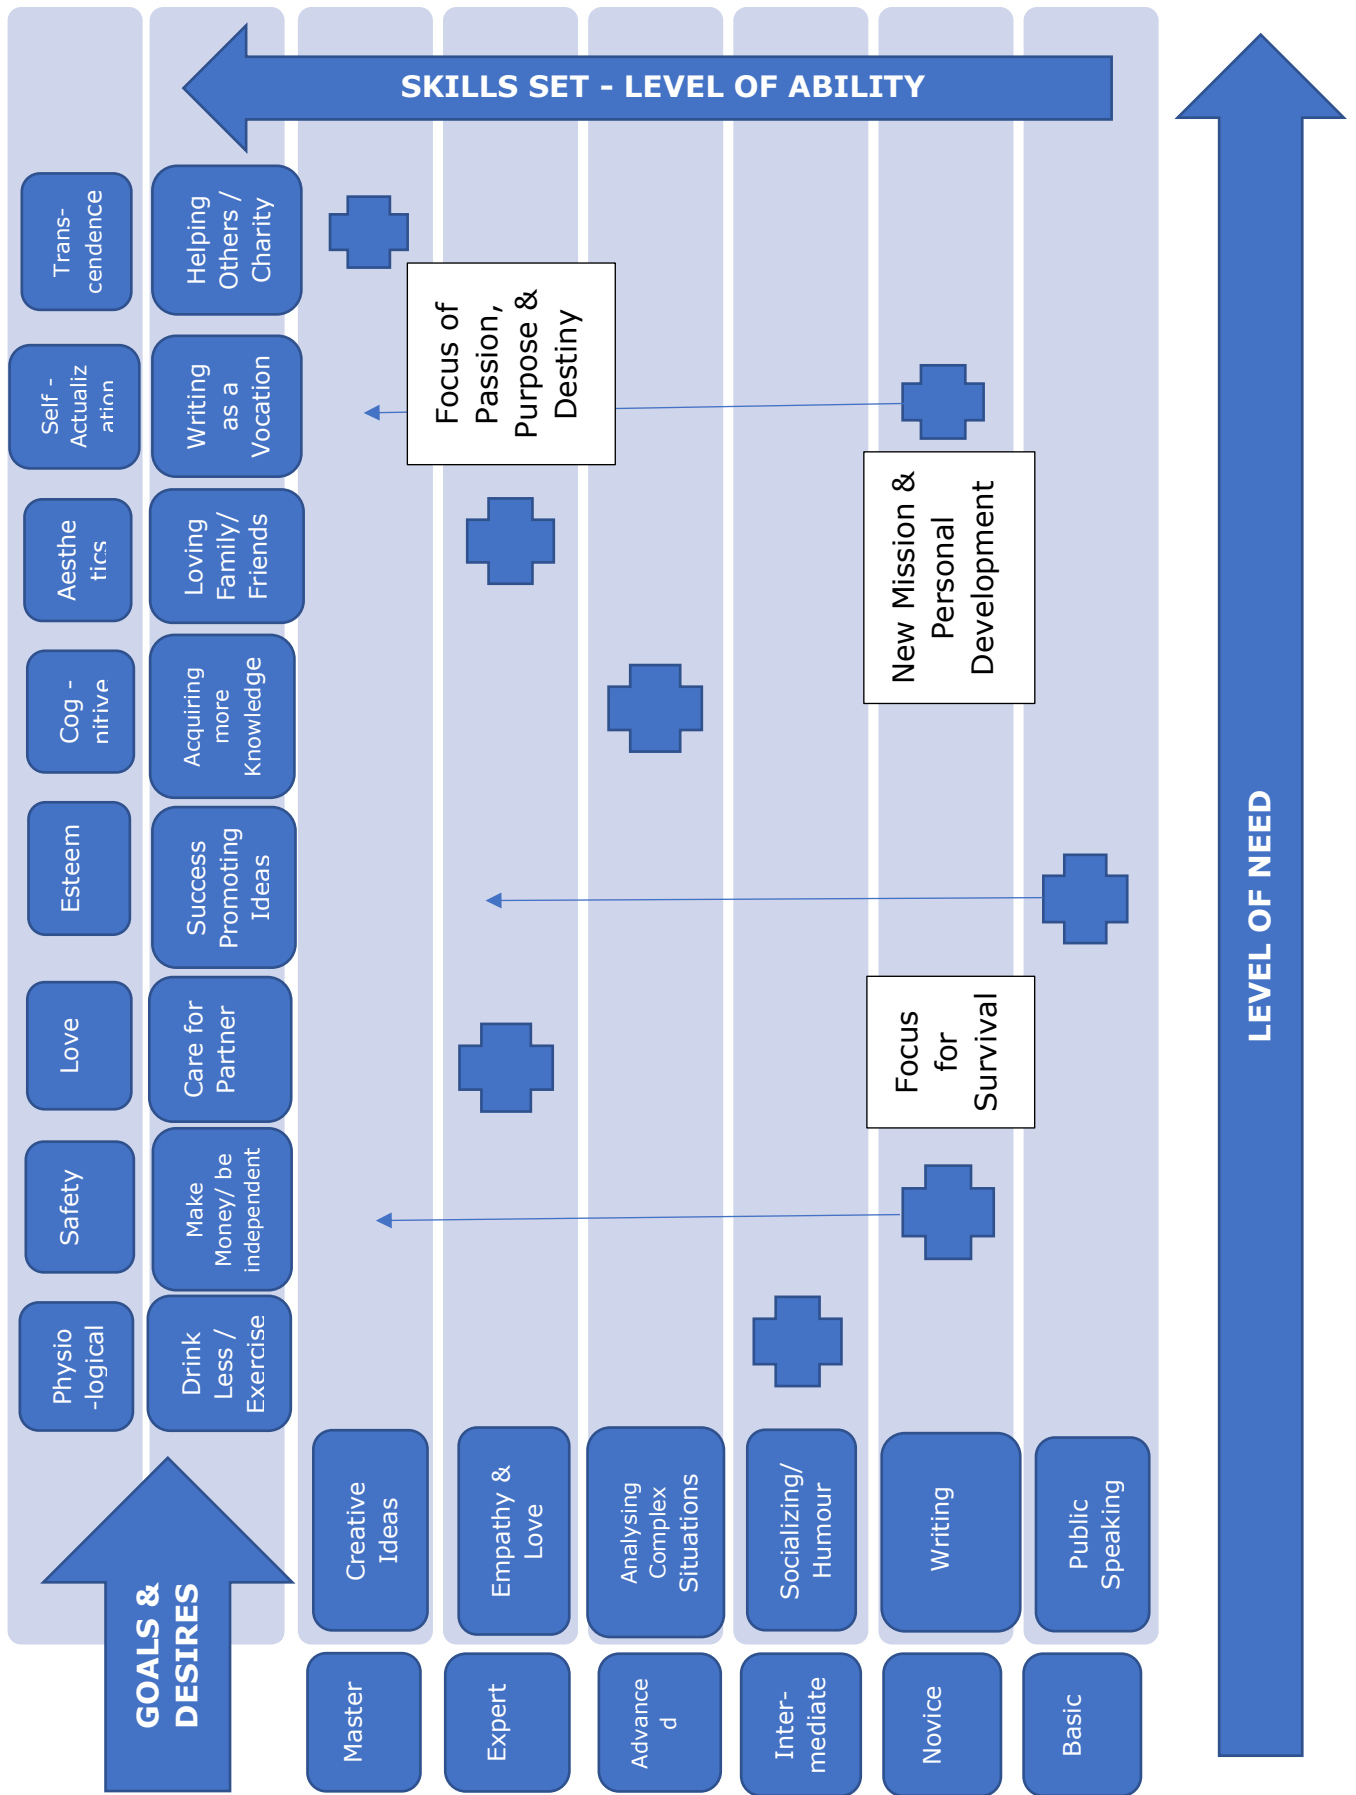 SKILLS SET – LEVEL OF ABILITY
GOALS &
DESIRES
Physio
-logical
Safety
Love
Esteem
Cog -
nitive
Aesthe
tics
Self -
Actualiz
ation
Trans-
cendence
Drink
Less /
Exercise
Make
Money/ be
independent
Care for
Partner
Success
Promoting
Ideas
Acquiring
more
Knowledge
Loving
Family/
Friends
Writing
as a
Vocation
Helping
Others /
Charity
Master
Creative
Ideas
Expert
Empathy &
Love
Focus of
Passion,
Purpose &
Destiny
Advance
d
Analysing
Complex
Situations
Inter-
mediate
Socializing/
Humour
Novice
Writing
Focus
for
Survival
New Mission &
Personal
Development
Basic
Public
Speaking
LEVEL OF NEED